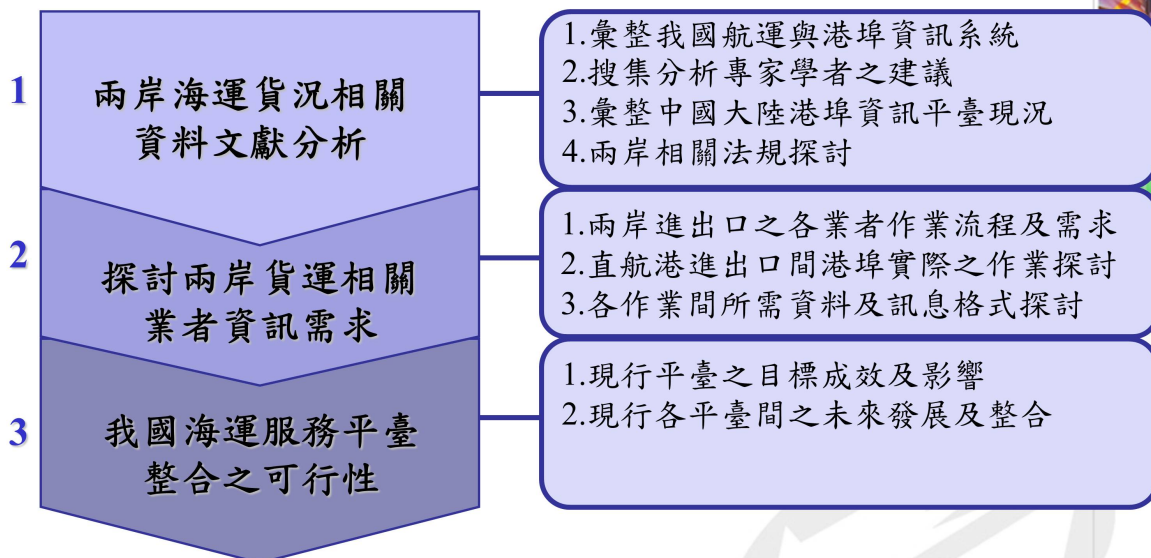 1
兩岸海運貨況相關
資料文獻分析
1.彙整我國航運與港埠資訊系統
2.搜集分析專家學者之建議
3.彙整中國大陸港埠資訊平臺現況
4.兩岸相關法規探討
2
探討兩岸貨運相關
業者資訊需求
1.兩岸進出口之各業者作業流程及需求
2.直航港進出口間港埠實際之作業探討
3.各作業間所需資料及訊息格式探討
3
我國海運服務平臺
整合之可行性
1.現行平臺之目標成效及影響
2.現行各平臺間之未來發展及整合